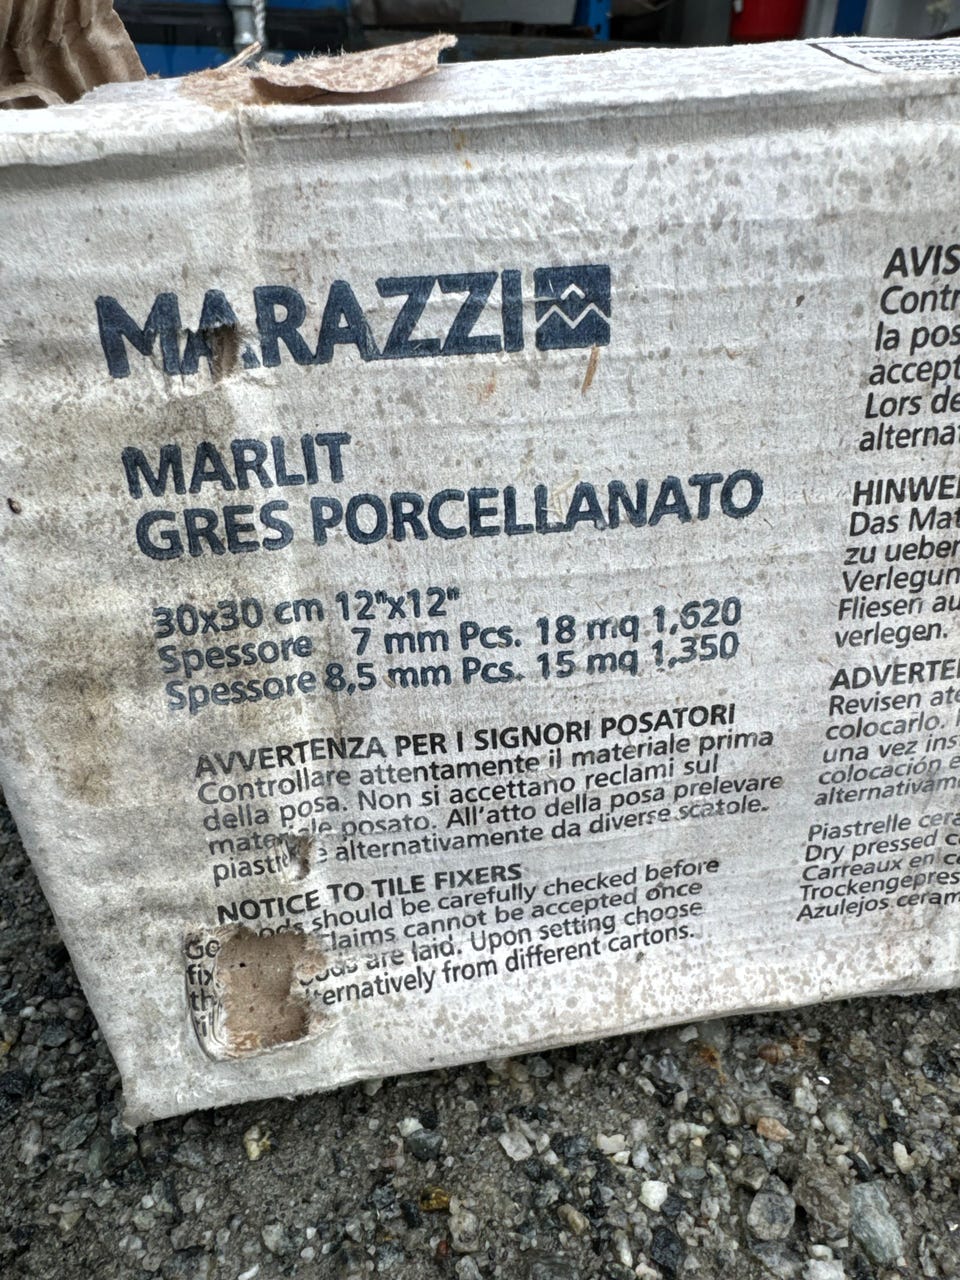 MARAZZI
MARLIT
GRES PORCELLANATO
30x30 cm 12"x12"
Spessore 7 mm Pcs. 18 mq 1,620
Spessore 8,5 mm Pcs. 15 mq 1,350
AVVERTENZA PER I SIGNORI POSATORI
Controllare attentamente il materiale prima
della posa. Non si accettano reclami sul
materiale posato. All'atto della posa prelevare
piastrelle alternativamente da diverse scatole.
NOTICE TO TILE FIXERS
should be carefully checked before
laims cannot be accepted once
are laid. Upon setting choose
ternatively from different cartons.
AVIS
Contr
la pos
accept
Lors de
alternat
HINWEI
Das Mat
zu ueber
Verlegun
Fliesen au
verlegen.
ADVERTE
Revisen ate
colocarlo.
una vez ins
colocación e
alternativam
Piastrelle cera
Dry pressed c
Carreaux en c
Trockengepres
Azulejos ceram